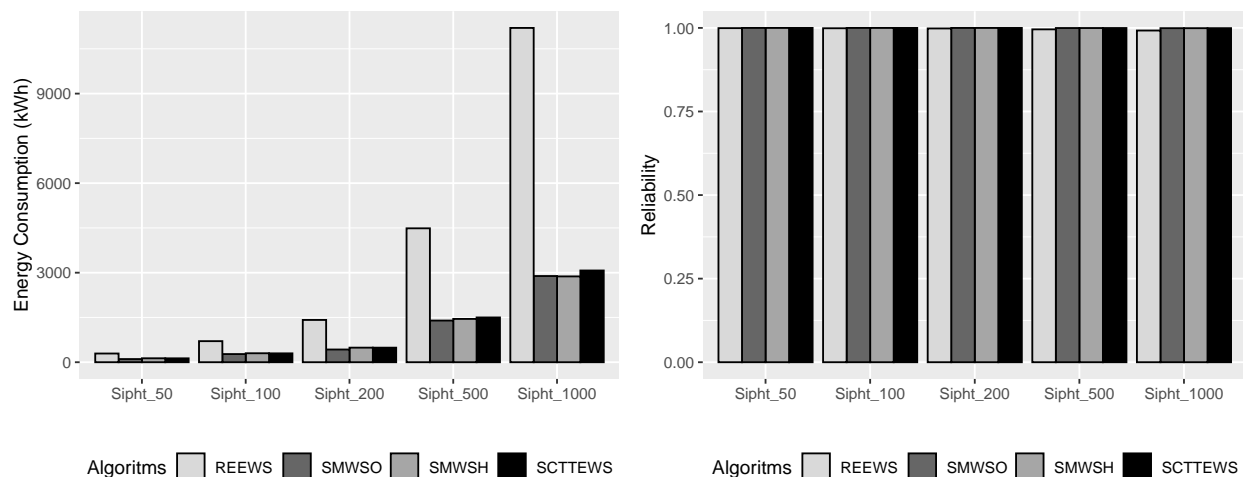 Energy Consumption (kWh)
9000
6000
3000
0
Sipht_50 Sipht_100 Sipht_200 Sipht_500 Sipht_1000
Algoritms REEWS SMWSO SMWSH SCTTEWS
Reliability
1.00
0.75
0.50
0.25
0.00
Sipht_50 Sipht_100 Sipht_200 Sipht_500 Sipht_1000
Algoritms REEWS SMWSO SMWSH SCTTEWS